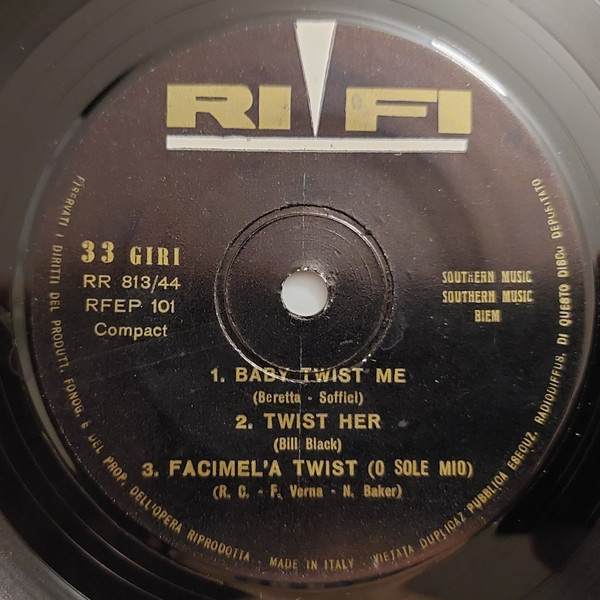 RI FI
33 GIRI
RR 813/44
RFEP 101
Compact
SOUTHERN MUSIC
SOUTHERN MUSIC
BIEM
1. BABY TWIST ME
(Beretta - Soffici)
2. TWIST HER
(Bill Black)
3. FACIMEL'A TWIST (O SOLE MIO)
(R. C. - F. Verna - N. Baker)
RISERVATI I DIRITTI DEL PRODUTT. FONOG. E DEL PROP. DELL'OPERA RIPRODOTTA - MADE IN ITALY - VIETATA DUPLICAZ. PUBBLICA ESECUZ. RADIODIFFUS. DI QUESTO DISCO DEPOSITATO